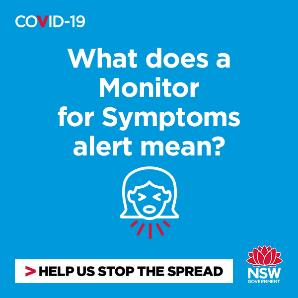 COVID-19
What does a
Monitor
for Symptoms
alert mean?
> HELP US STOP THE SPREAD
NSW
GOVERNMENT